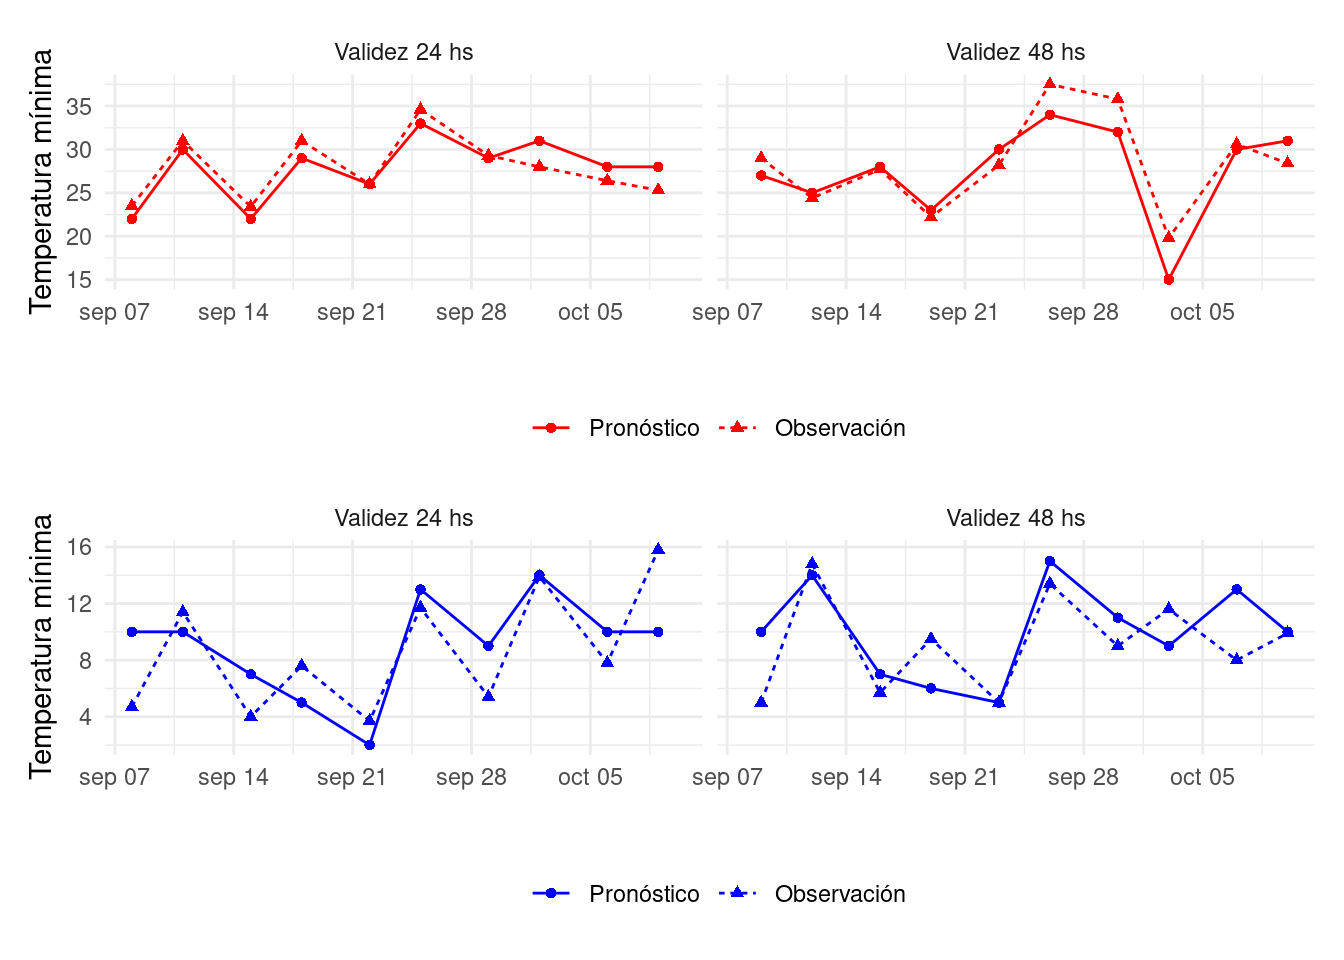 Validez 24 hs
Validez 48 hs
Temperatura mínima
35
30
25
20
15
sep 07
sep 14
sep 21
sep 28
oct 05
sep 07
sep 14
sep 21
sep 28
oct 05
Pronóstico
Observación
Validez 24 hs
Validez 48 hs
Temperatura mínima
16
12
8
4
sep 07
sep 14
sep 21
sep 28
oct 05
sep 07
sep 14
sep 21
sep 28
oct 05
Pronóstico
Observación